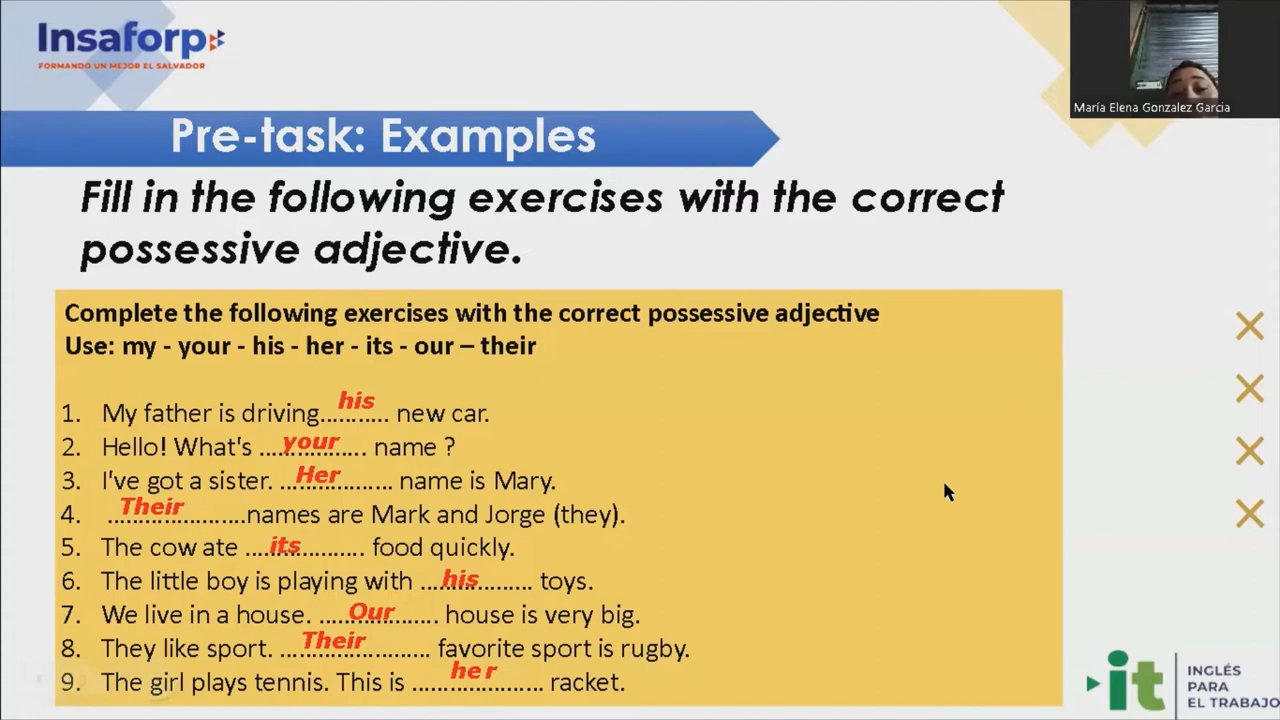 Insaforp
FORMANDO UN MEJOR EL SALVADOR
María Elena Gonzalez Garcia
Pre-task: Examples
Fill in the following exercises with the correct
possessive adjective.
Complete the following exercises with the correct possessive adjective
Use: my - your - his - her - its - our – their
1. My father is driving...his........ new car.
2. Hello! What's ...your............. name ?
3. I've got a sister. ...Her.............. name is Mary.
4. Their.....................names are Mark and Jorge (they).
5. The cow ate ....its.............. food quickly.
6. The little boy is playing with ...his............. toys.
7. We live in a house. .....Our............. house is very big.
8. They like sport. ...Their................... favorite sport is rugby.
9. The girl plays tennis. This is ......her.............. racket.
it
INGLÉS
PARA
EL TRABAJO